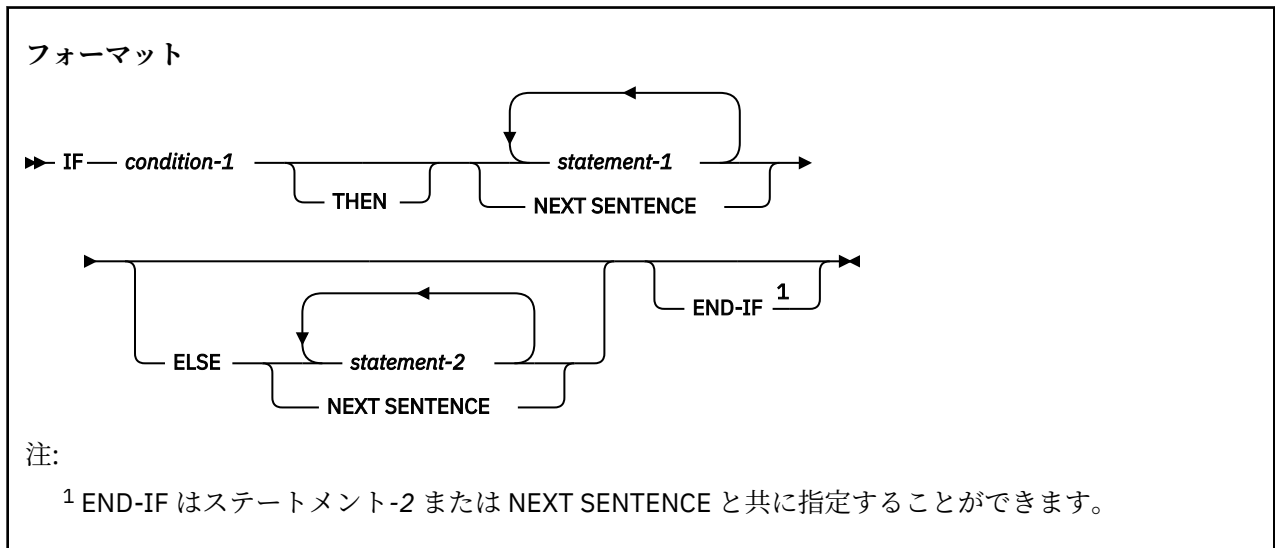 フォーマット
IF condition-1 THEN statement-1 NEXT SENTENCE
ELSE statement-2 NEXT SENTENCE END-IF 1
注:
1 END-IF はステートメント-2 または NEXT SENTENCE と共に指定することができます。